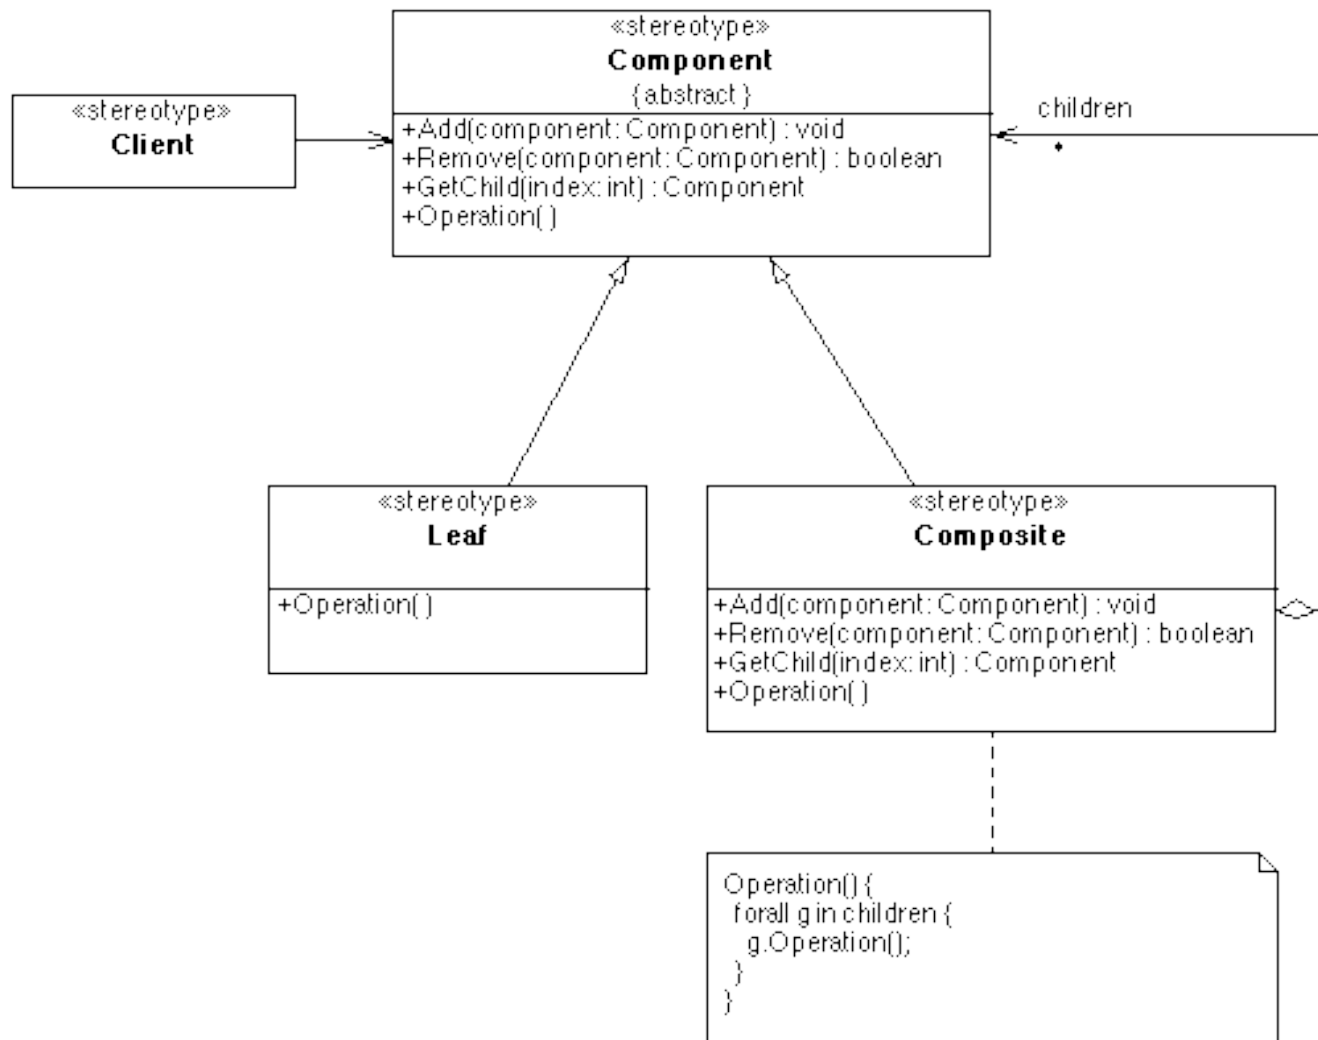 «stereotype»
Component
{abstract}
+Add(component: Component) : void
+Remove(component: Component) : boolean
+GetChild(index: int) : Component
+Operation()
«stereotype»
Client
children
*
«stereotype»
Leaf
+Operation()
«stereotype»
Composite
+Add(component: Component) : void
+Remove(component: Component) : boolean
+GetChild(index: int) : Component
+Operation()
Operation() {
forall g in children {
g.Operation();
}
}